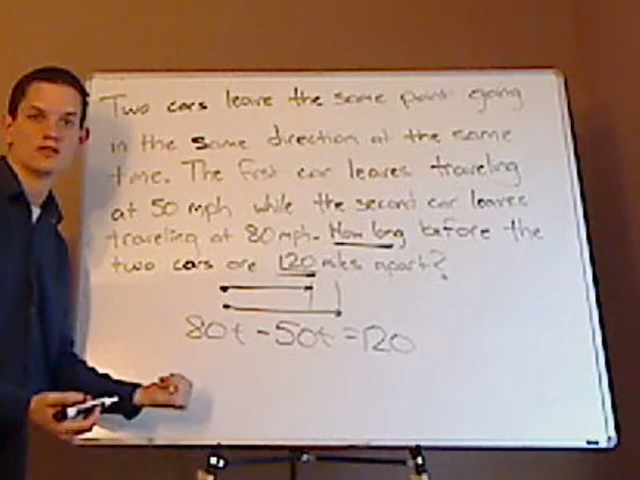 Two cars leave the same point going
in the same direction at the same
time. The first car leaves traveling
at 50 mph while the second car leaves
traveling at 80 mph. How long before the
two cars are 120 miles apart?
80t - 50t = 120